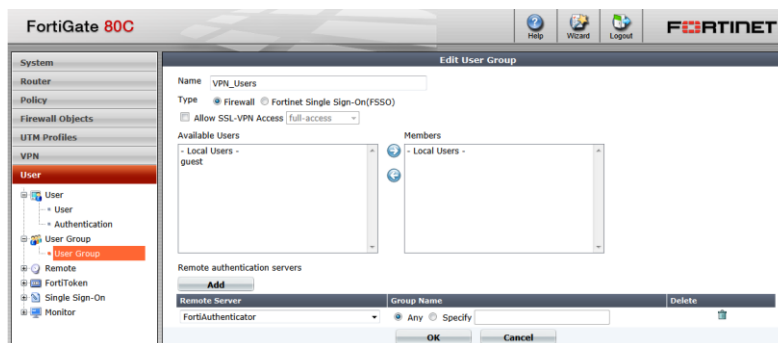 FortiGate 80C
Help Wizard Logout
FORTINET
System
Router
Policy
Firewall Objects
UTM Profiles
VPN
User
User
User
Authentication
User Group
User Group
Remote
FortiToken
Single Sign-On
Monitor
Edit User Group
Name VPN_Users
Type Firewall Fortinet Single Sign-On(FSSO)
Allow SSL-VPN Access full-access
Available Users Members
- Local Users - - Local Users -
guest
Remote authentication servers
Add
Remote Server Group Name Delete
FortiAuthenticator Any Specify
OK Cancel